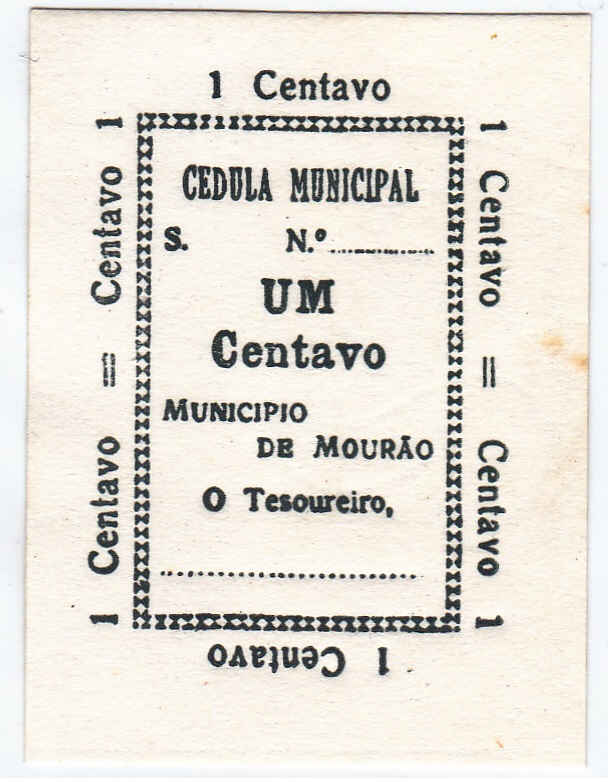 1 Centavo
1 Centavo = Centavo 1
1 Centavo = Centavo 1
CEDULA MUNICIPAL
S. N.º
UM
Centavo
MUNICIPIO
DE MOURÃO
O Tesoureiro,
1 Centavo